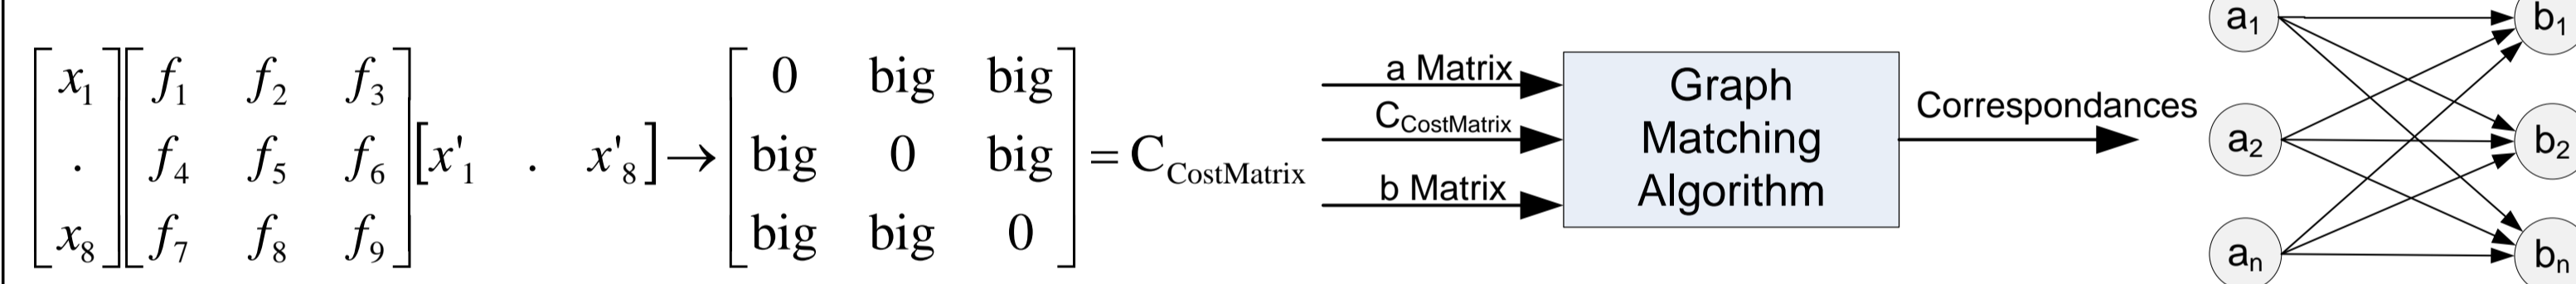 [x₁ . x₈] [f₁ f₂ f₃
f₄ f₅ f₆
f₇ f₈ f₉] [x'₁ . x'₈] → [0 big big
big 0 big
big big 0] = C_CostMatrix
a Matrix
C_CostMatrix
b Matrix
Graph
Matching
Algorithm
Correspondances
a₁
b₁
a₂
b₂
aₙ
bₙ